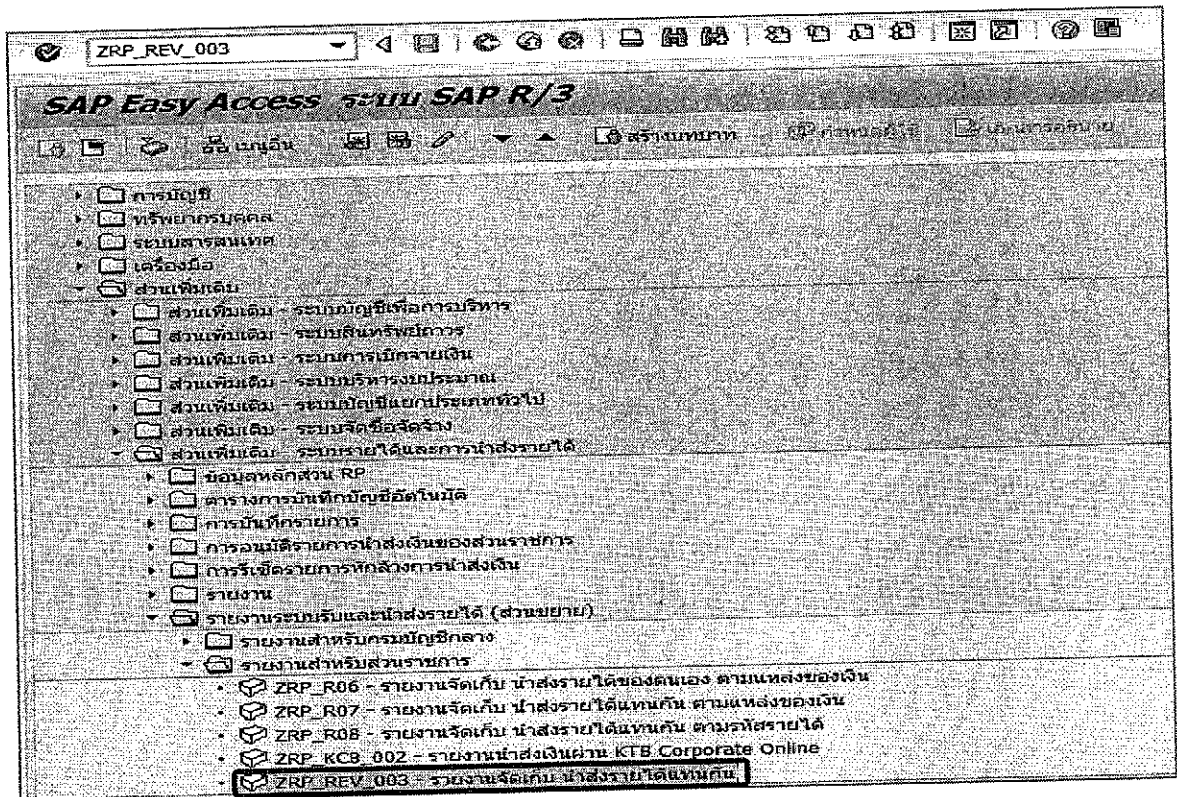 ZRP_REV_003
SAP Easy Access ระบบ SAP R/3
เมนูอื่น สร้างบทบาท กำหนดผู้ใช้ เอกสารอธิบาย
การบัญชี
ทรัพยากรบุคคล
ระบบสารสนเทศ
เครื่องมือ
ส่วนเพิ่มเติม
ส่วนเพิ่มเติม - ระบบบัญชีเพื่อการบริหาร
ส่วนเพิ่มเติม - ระบบสินทรัพย์ถาวร
ส่วนเพิ่มเติม - ระบบการเบิกจ่ายเงิน
ส่วนเพิ่มเติม - ระบบบริหารงบประมาณ
ส่วนเพิ่มเติม - ระบบบัญชีแยกประเภททั่วไป
ส่วนเพิ่มเติม - ระบบจัดซื้อจัดจ้าง
ส่วนเพิ่มเติม - ระบบรายได้และการนำส่งรายได้
ข้อมูลหลักส่วน RP
ตารางการบันทึกบัญชีอัตโนมัติ
การบันทึกรายการ
การอนุมัติรายการนำส่งเงินของส่วนราชการ
การรีเซ็ตรายการหักล้างการนำส่งเงิน
รายงาน
รายงานระบบรับและนำส่งรายได้ (ส่วนขยาย)
รายงานสำหรับกรมบัญชีกลาง
รายงานสำหรับส่วนราชการ
ZRP_R06 - รายงานจัดเก็บ นำส่งรายได้ของตนเอง ตามแหล่งของเงิน
ZRP_R07 - รายงานจัดเก็บ นำส่งรายได้แทนกัน ตามแหล่งของเงิน
ZRP_R08 - รายงานจัดเก็บ นำส่งรายได้แทนกัน ตามรหัสรายได้
ZRP_KCB_002 - รายงานนำส่งเงินผ่าน KTB Corporate Online
ZRP_REV_003 - รายงานจัดเก็บ นำส่งรายได้แทนกัน